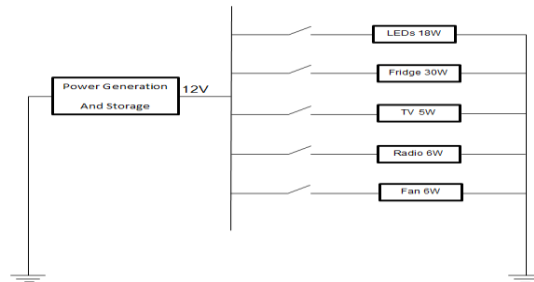 LEDs 18W
Fridge 30W
Power Generation
And Storage
12V
TV 5W
Radio 6W
Fan 6W